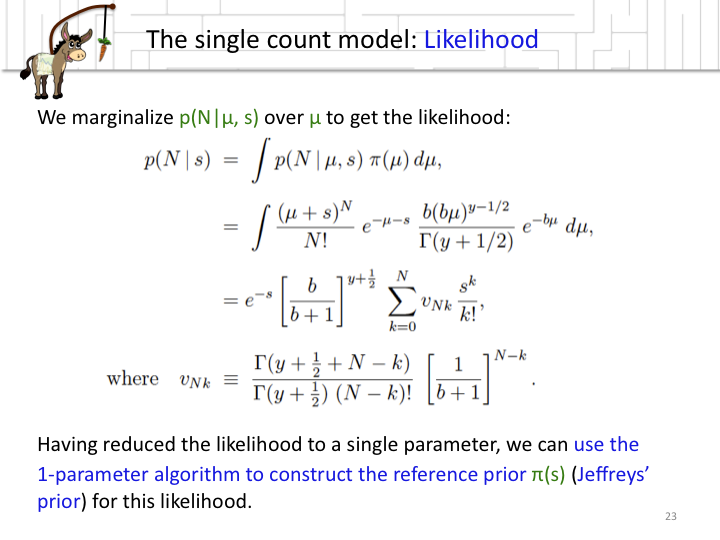 The single count model: Likelihood
We marginalize p(N|μ, s) over μ to get the likelihood:
p(N | s) = ∫ p(N | μ, s) π(μ) dμ,
= ∫ (μ + s)^N / N! e^{−μ−s} b(bμ)^{y−1/2} / Γ(y + 1/2) e^{−bμ} dμ,
= e^{−s} [b / (b + 1)]^{y+1/2} ∑_{k=0}^{N} v_{Nk} s^k / k!,
where v_{Nk} ≡ Γ(y + 1/2 + N − k) / (Γ(y + 1/2) (N − k)!) [1 / (b + 1)]^{N−k} .
Having reduced the likelihood to a single parameter, we can use the
1-parameter algorithm to construct the reference prior π(s) (Jeffreys’
prior) for this likelihood.
23